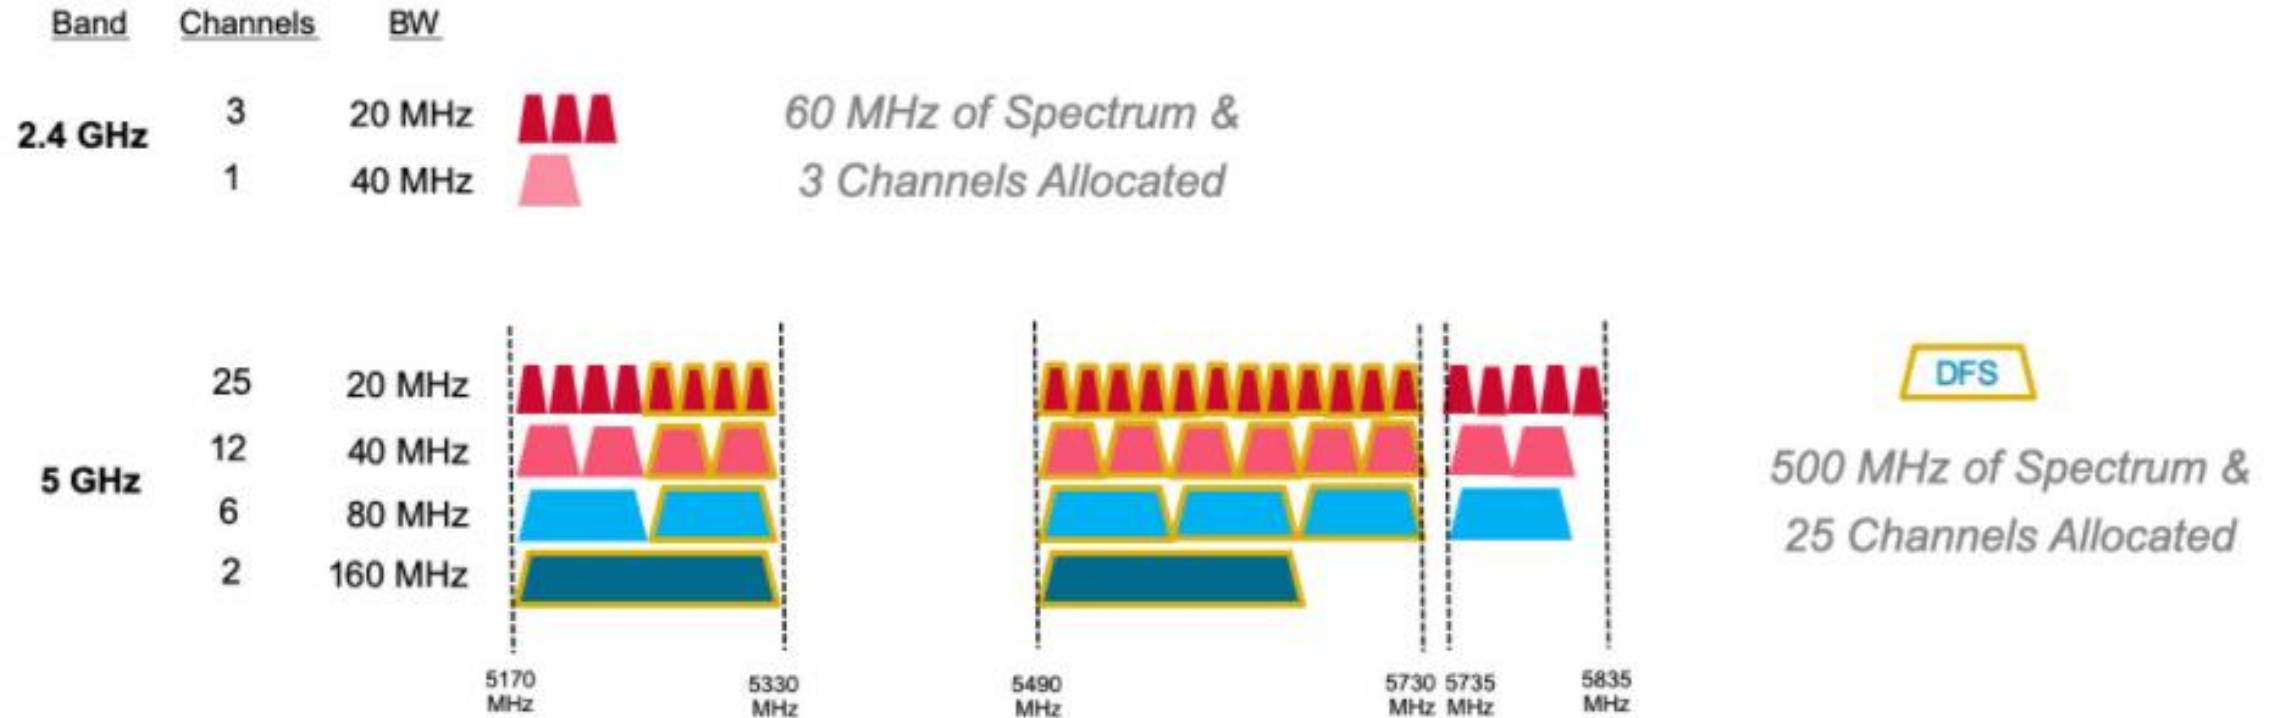 Band Channels BW
3 20 MHz 60 MHz of Spectrum &
2.4 GHz
1 40 MHz 3 Channels Allocated
25 20 MHz DFS
12 40 MHz 500 MHz of Spectrum &
5 GHz
6 80 MHz 25 Channels Allocated
2 160 MHz
5170 5330 5490 5730 5735 5835
MHz MHz MHz MHz MHz MHz